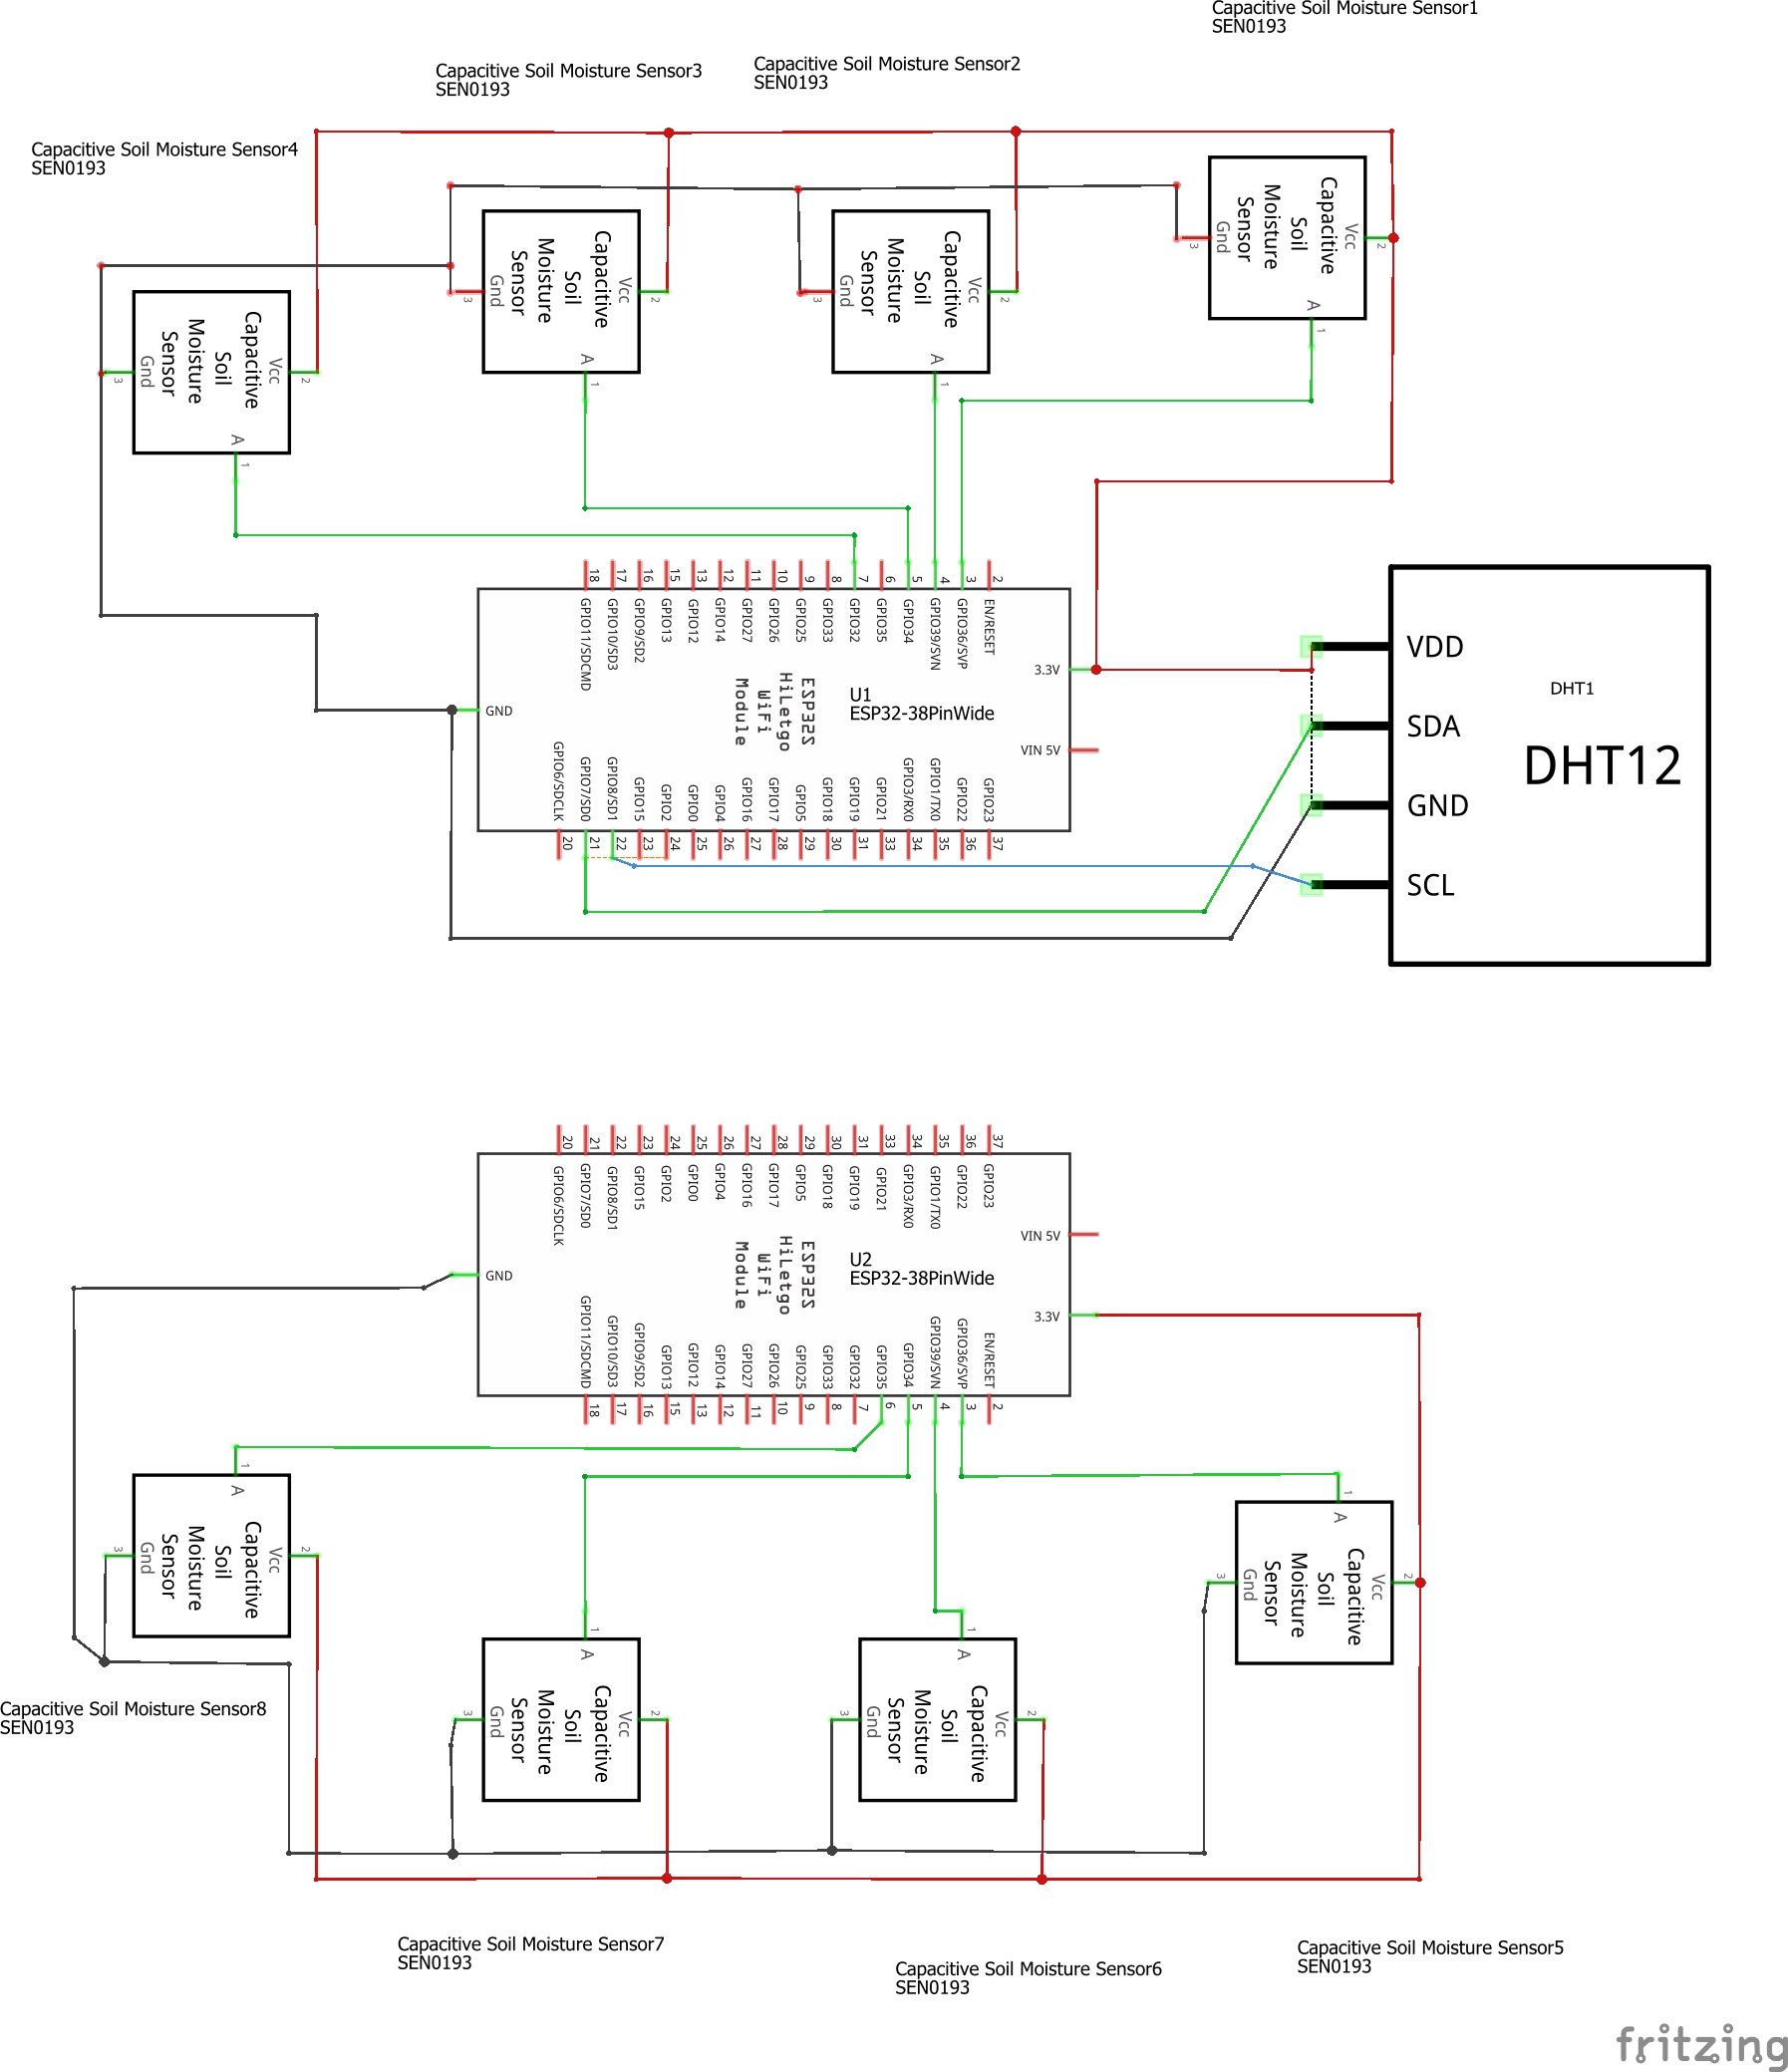 Capacitive Soil Moisture Sensor1
SEN0193
Capacitive Soil Moisture Sensor2
SEN0193
Capacitive Soil Moisture Sensor3
SEN0193
Capacitive Soil Moisture Sensor4
SEN0193
Capacitive
Soil
Moisture
Sensor
Vcc
2
Gnd
3
A
1
Capacitive
Soil
Moisture
Sensor
Vcc
2
Gnd
3
A
1
Capacitive
Soil
Moisture
Sensor
Vcc
2
Gnd
3
A
1
Capacitive
Soil
Moisture
Sensor
Vcc
2
Gnd
3
A
1
18 17 16 15 13 12 11 10 9 8 7 6 5 4 3 2
GPIO11/SDCMD
GPIO10/SD3
GPIO9/SD2
GPIO13
GPIO12
GPIO14
GPIO27
GPIO26
GPIO25
GPIO33
GPIO32
GPIO35
GPIO34
GPIO39/SVN
GPIO36/SVP
EN/RESET
3.3V
VIN 5V
GND
ESP32S
HiLetgo
WiFi
Module
U1
ESP32-38PinWide
GPIO6/SDCLK
GPIO7/SD0
GPIO8/SD1
GPIO15
GPIO2
GPIO0
GPIO4
GPIO16
GPIO17
GPIO5
GPIO18
GPIO19
GPIO21
GPIO3/RX0
GPIO1/TX0
GPIO22
GPIO23
20 21 22 23 24 25 26 27 28 29 30 31 33 34 35 36 37
VDD
SDA
GND
SCL
DHT1
DHT12
20 21 22 23 24 25 26 27 28 29 30 31 33 34 35 36 37
GPIO6/SDCLK
GPIO7/SD0
GPIO8/SD1
GPIO15
GPIO2
GPIO0
GPIO4
GPIO16
GPIO17
GPIO5
GPIO18
GPIO19
GPIO21
GPIO3/RX0
GPIO1/TX0
GPIO22
GPIO23
VIN 5V
3.3V
GND
ESP32S
HiLetgo
WiFi
Module
U2
ESP32-38PinWide
GPIO11/SDCMD
GPIO10/SD3
GPIO9/SD2
GPIO13
GPIO12
GPIO14
GPIO27
GPIO26
GPIO25
GPIO33
GPIO32
GPIO35
GPIO34
GPIO39/SVN
GPIO36/SVP
EN/RESET
18 17 16 15 13 12 11 10 9 8 7 6 5 4 3 2
Capacitive
Soil
Moisture
Sensor
Vcc
2
Gnd
3
A
1
Capacitive
Soil
Moisture
Sensor
Vcc
2
Gnd
3
A
1
Capacitive
Soil
Moisture
Sensor
Vcc
2
Gnd
3
A
1
Capacitive
Soil
Moisture
Sensor
Vcc
2
Gnd
3
A
1
Capacitive Soil Moisture Sensor8
SEN0193
Capacitive Soil Moisture Sensor7
SEN0193
Capacitive Soil Moisture Sensor6
SEN0193
Capacitive Soil Moisture Sensor5
SEN0193
fritzing